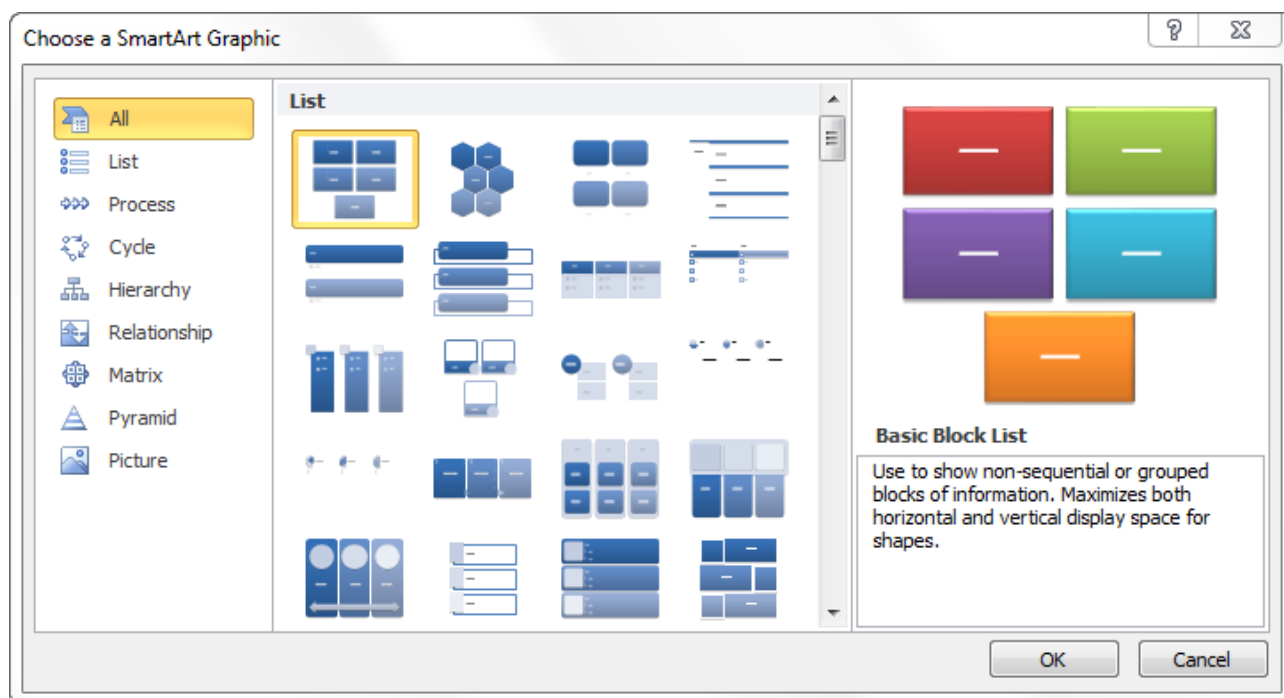 Choose a SmartArt Graphic
All
List
Process
Cycle
Hierarchy
Relationship
Matrix
Pyramid
Picture
List
Basic Block List
Use to show non-sequential or grouped
blocks of information. Maximizes both
horizontal and vertical display space for
shapes.
OK
Cancel